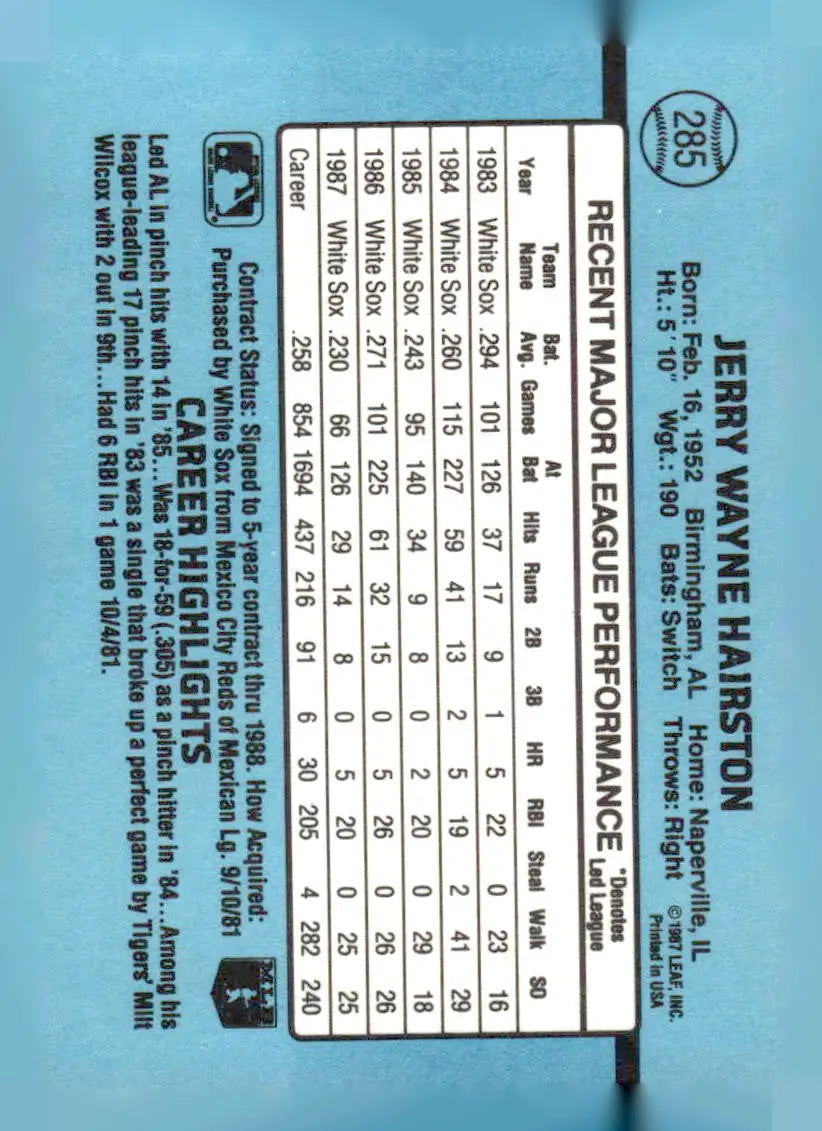 285
JERRY WAYNE HAIRSTON
Born: Feb. 16, 1952 Birmingham, AL Home: Naperville, IL
Ht.: 5'10" Wgt.: 190 Bats: Switch Throws: Right
©1987 LEAF, INC.
Printed in USA
RECENT MAJOR LEAGUE PERFORMANCE *Denotes Led League
Year Team Name Bat. Avg. Games At Bat Hits Runs 2B 3B HR RBI Steal Walk SO
1983 White Sox .294 101 126 37 17 9 1 5 22 0 23 16
1984 White Sox .260 115 227 59 41 13 2 5 19 2 41 29
1985 White Sox .243 95 140 34 9 8 0 2 20 0 29 18
1986 White Sox .271 101 225 61 32 15 0 5 26 0 26 26
1987 White Sox .230 66 126 29 14 8 0 5 20 0 25 25
Career .258 854 1694 437 216 91 6 30 205 4 282 240
Contract Status: Signed to 5-year contract thru 1988. How Acquired:
Purchased by White Sox from Mexico City Reds of Mexican Lg. 9/10/81
MLB
CAREER HIGHLIGHTS
Led AL in pinch hits with 14 in '85...Was 18-for-59 (.305) as a pinch hitter in '84...Among his
league-leading 17 pinch hits in '83 was a single that broke up a perfect game by Tigers' Milt
Wilcox with 2 out in 9th...Had 6 RBI in 1 game 10/4/81.